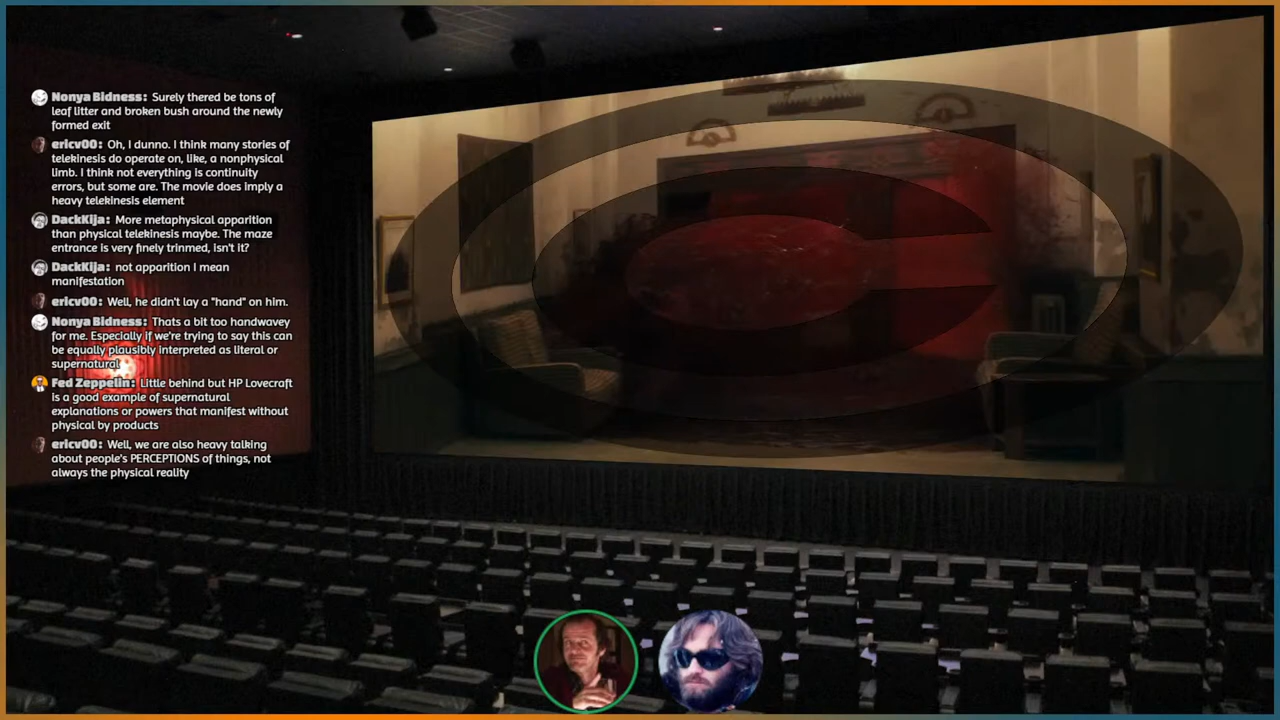 Nonya Bidness: Surely thered be tons of
leaf litter and broken bush around the newly
formed exit
ericv00: Oh, I dunno. I think many stories of
telekinesis do operate on, like, a nonphysical
limb. I think not everything is continuity
errors, but some are. The movie does imply a
heavy telekinesis element
DackKija: More metaphysical apparition
than physical telekinesis maybe. The maze
entrance is very finely trinmed, isn't it?
DackKija: not apparition I mean
manifestation
ericv00: Well, he didn't lay a "hand" on him.
Nonya Bidness: Thats a bit too handwavey
for me. Especially if we're trying to say this can
be equally plausibly interpreted as literal or
supernatural
Fed Zeppelin: Little behind but HP Lovecraft
is a good example of supernatural
explanations or powers that manifest without
physical by products
ericv00: Well, we are also heavy talking
about people's PERCEPTIONS of things, not
always the physical reality